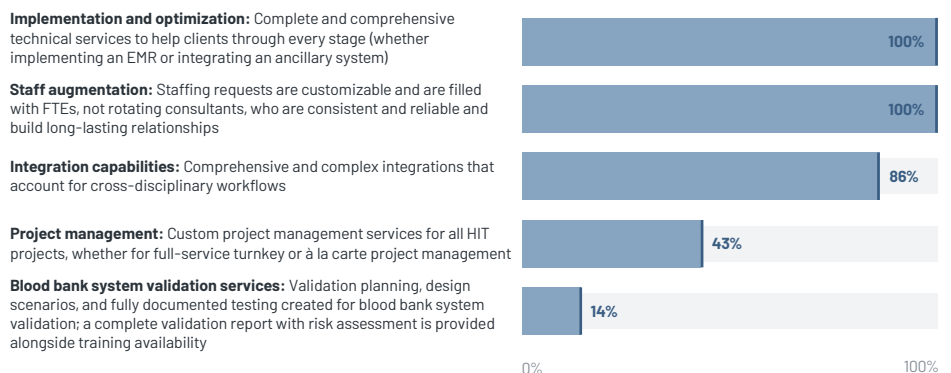 Implementation and optimization: Complete and comprehensive
technical services to help clients through every stage (whether
implementing an EMR or integrating an ancillary system)
100%
Staff augmentation: Staffing requests are customizable and are filled
with FTEs, not rotating consultants, who are consistent and reliable and
build long-lasting relationships
100%
Integration capabilities: Comprehensive and complex integrations that
account for cross-disciplinary workflows
86%
Project management: Custom project management services for all HIT
projects, whether for full-service turnkey or à la carte project management
43%
Blood bank system validation services: Validation planning, design
scenarios, and fully documented testing created for blood bank system
validation; a complete validation report with risk assessment is provided
alongside training availability
14%
0%
100%